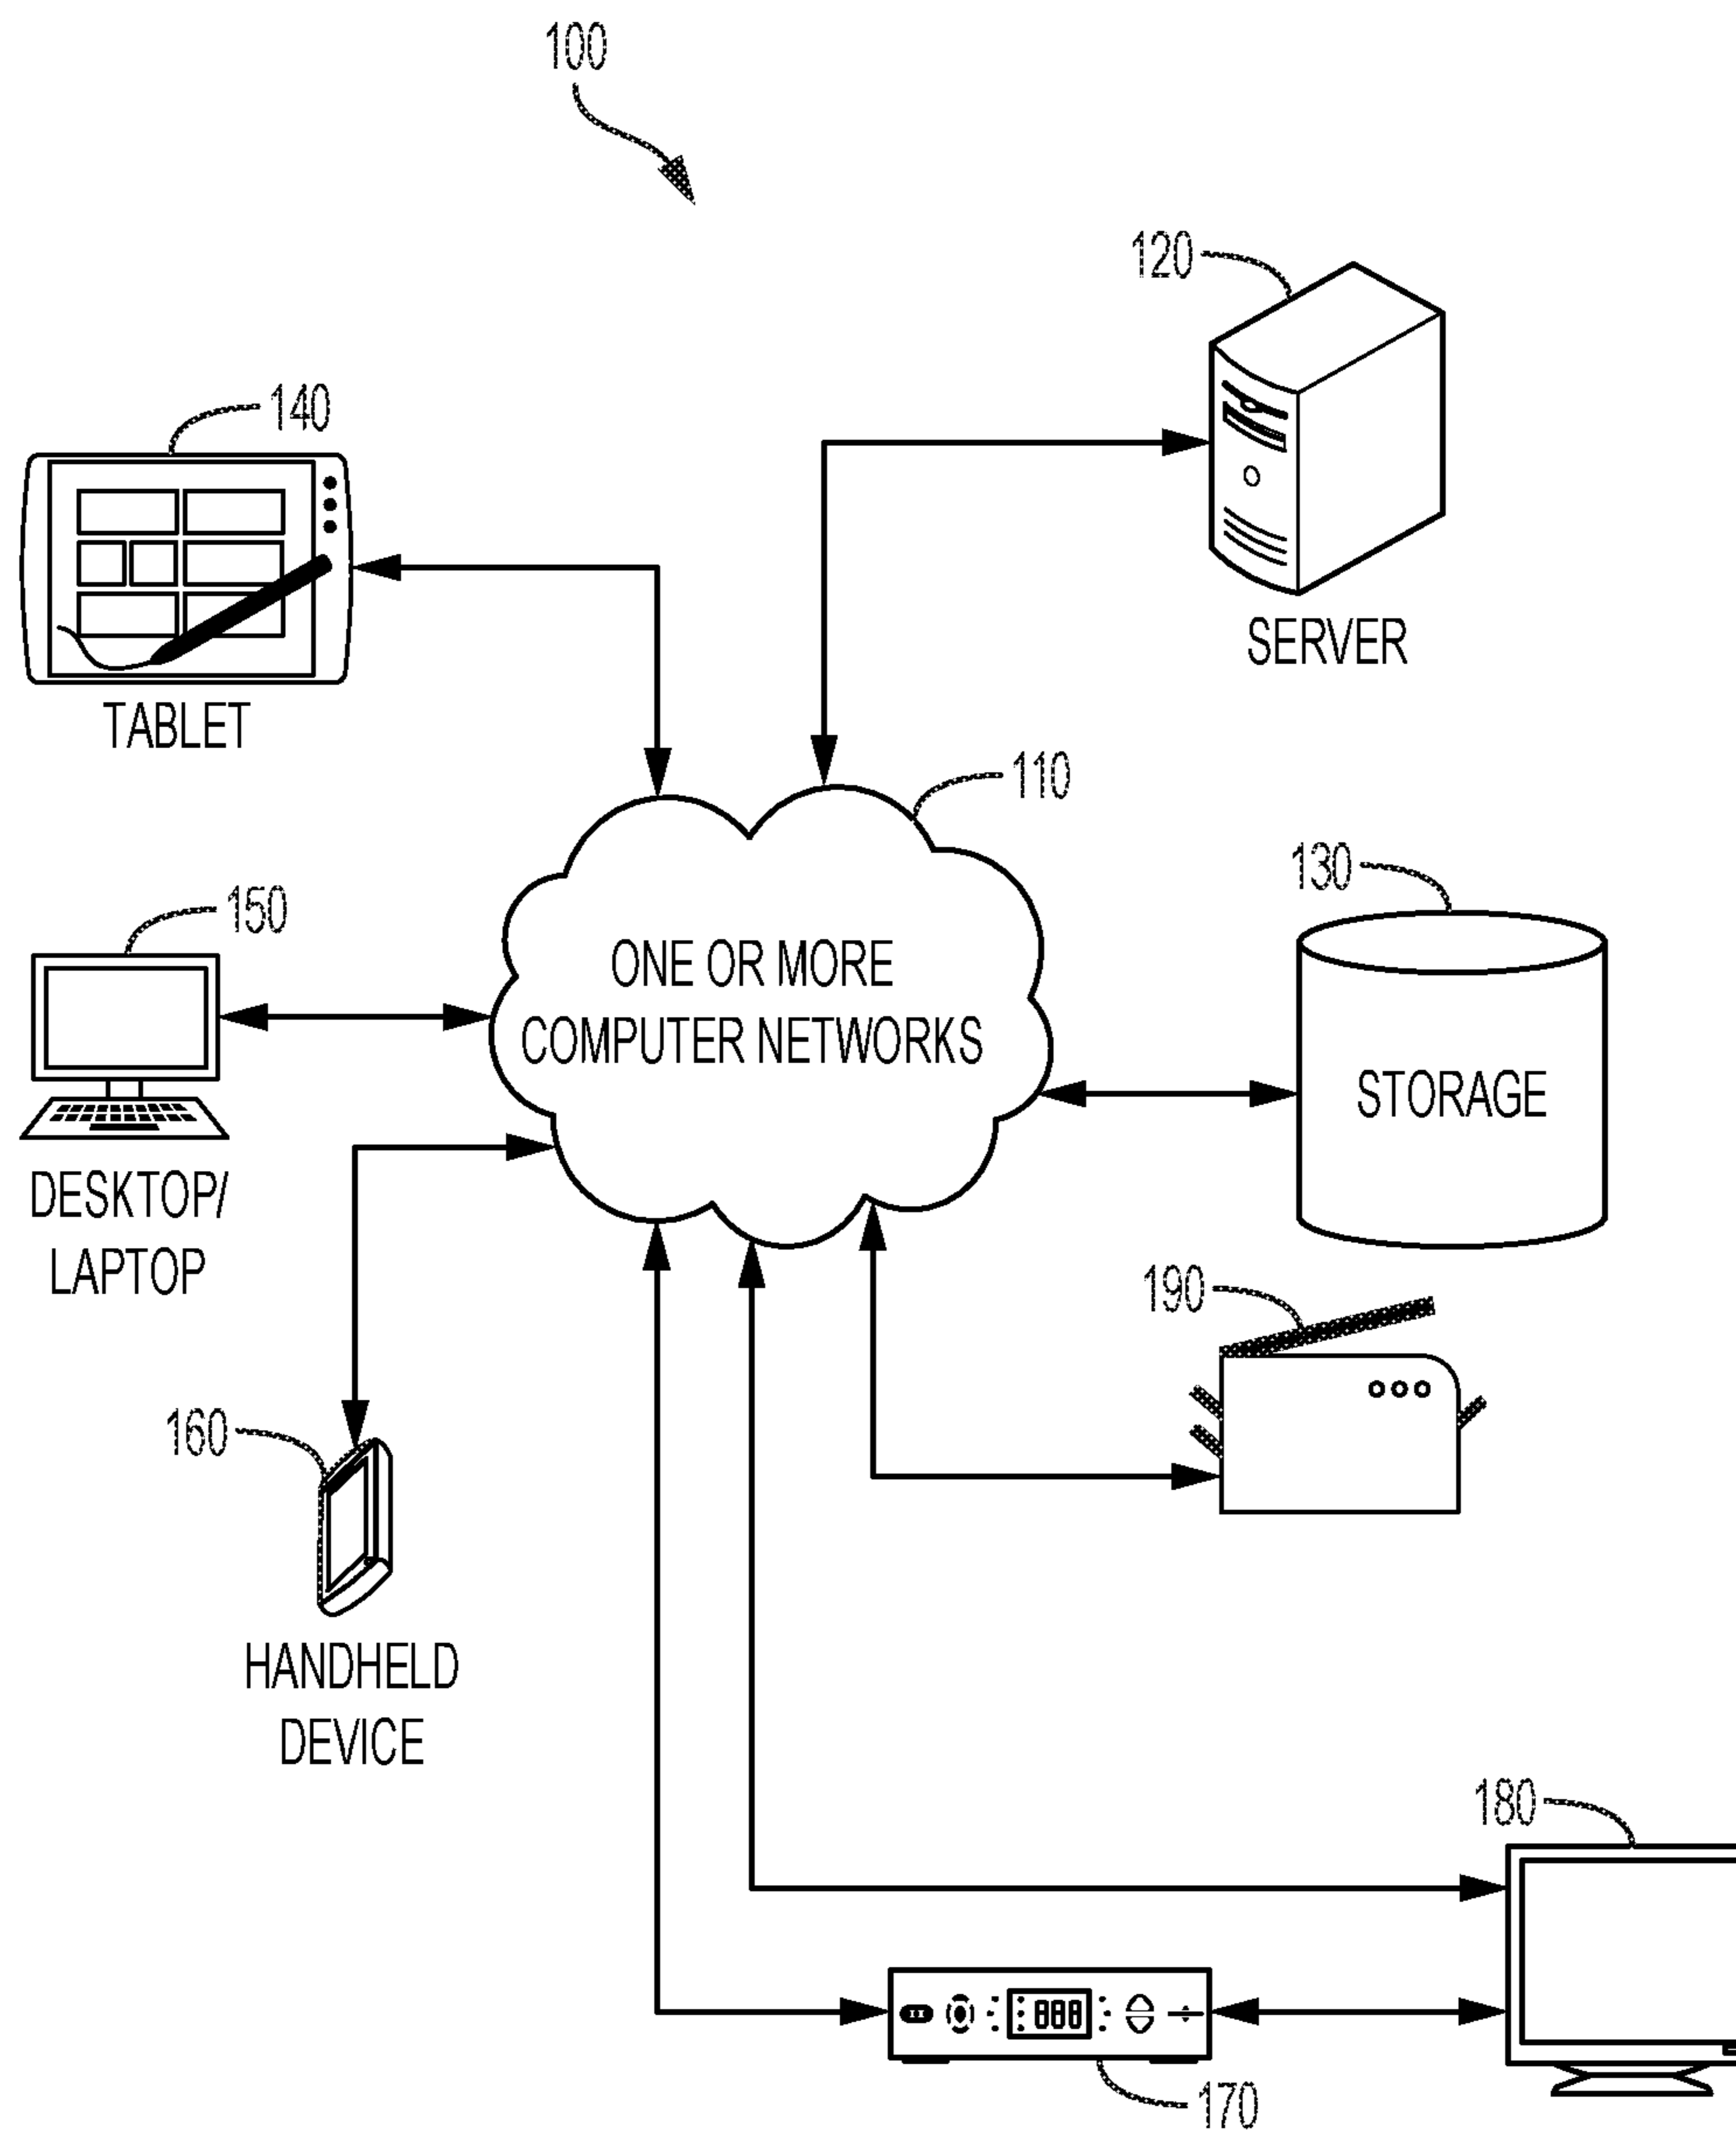 100
120
140
SERVER
TABLET
110
130
150
ONE OR MORE
COMPUTER NETWORKS
STORAGE
DESKTOP/
LAPTOP
190
160
HANDHELD
DEVICE
180
888
170